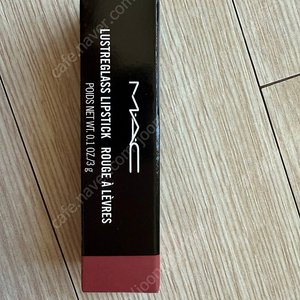 MAC
LUSTREGLASS LIPSTICK ROUGE À LÈVRES
POIDS NET WT. 0.1 OZ/3 g